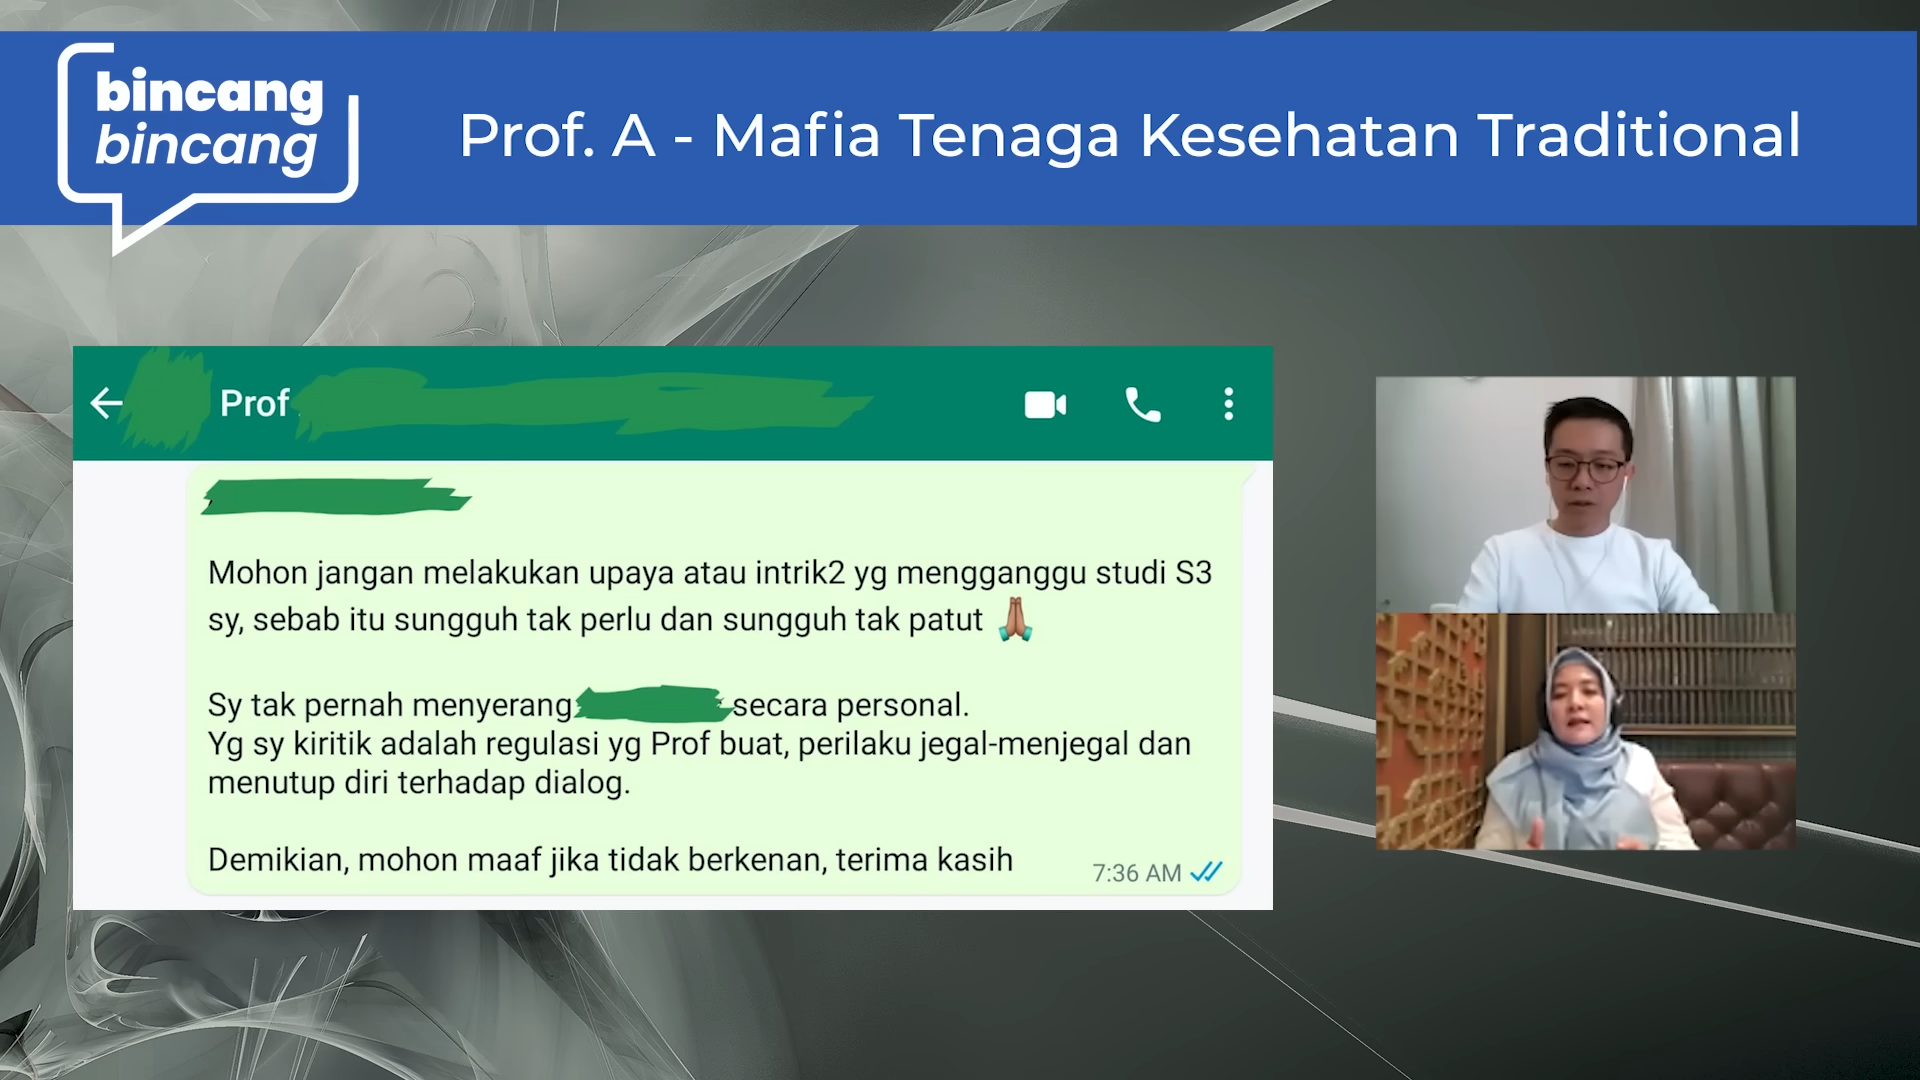 bincang
bincang
Prof. A - Mafia Tenaga Kesehatan Traditional
Prof
Mohon jangan melakukan upaya atau intrik2 yg mengganggu studi S3
sy, sebab itu sungguh tak perlu dan sungguh tak patut 🙏🏽
Sy tak pernah menyerang secara personal.
Yg sy kiritik adalah regulasi yg Prof buat, perilaku jegal-menjegal dan
menutup diri terhadap dialog.
Demikian, mohon maaf jika tidak berkenan, terima kasih
7:36 AM